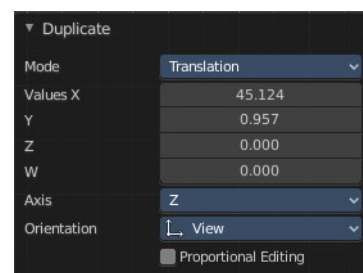 Duplicate
Mode Translation
Values X 45.124
Y 0.957
Z 0.000
W 0.000
Axis Z
Orientation View
Proportional Editing